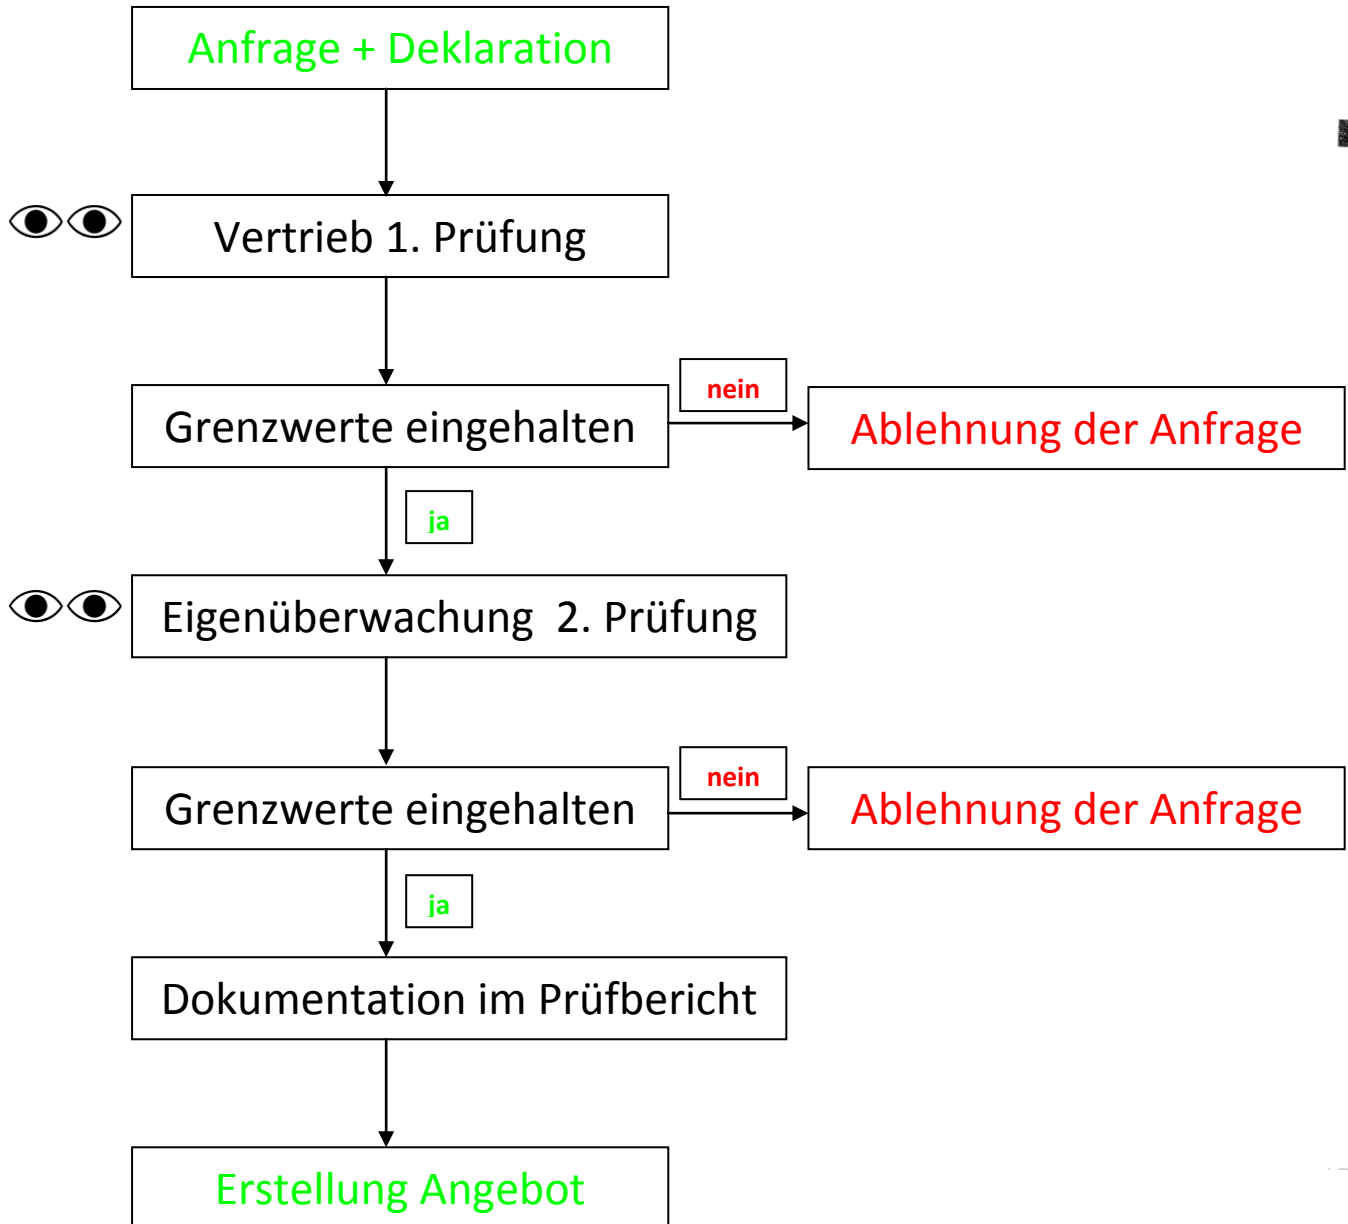 Anfrage + Deklaration
Vertrieb 1. Prüfung
nein
Grenzwerte eingehalten
Ablehnung der Anfrage
ja
Eigenüberwachung 2. Prüfung
nein
Grenzwerte eingehalten
Ablehnung der Anfrage
ja
Dokumentation im Prüfbericht
Erstellung Angebot